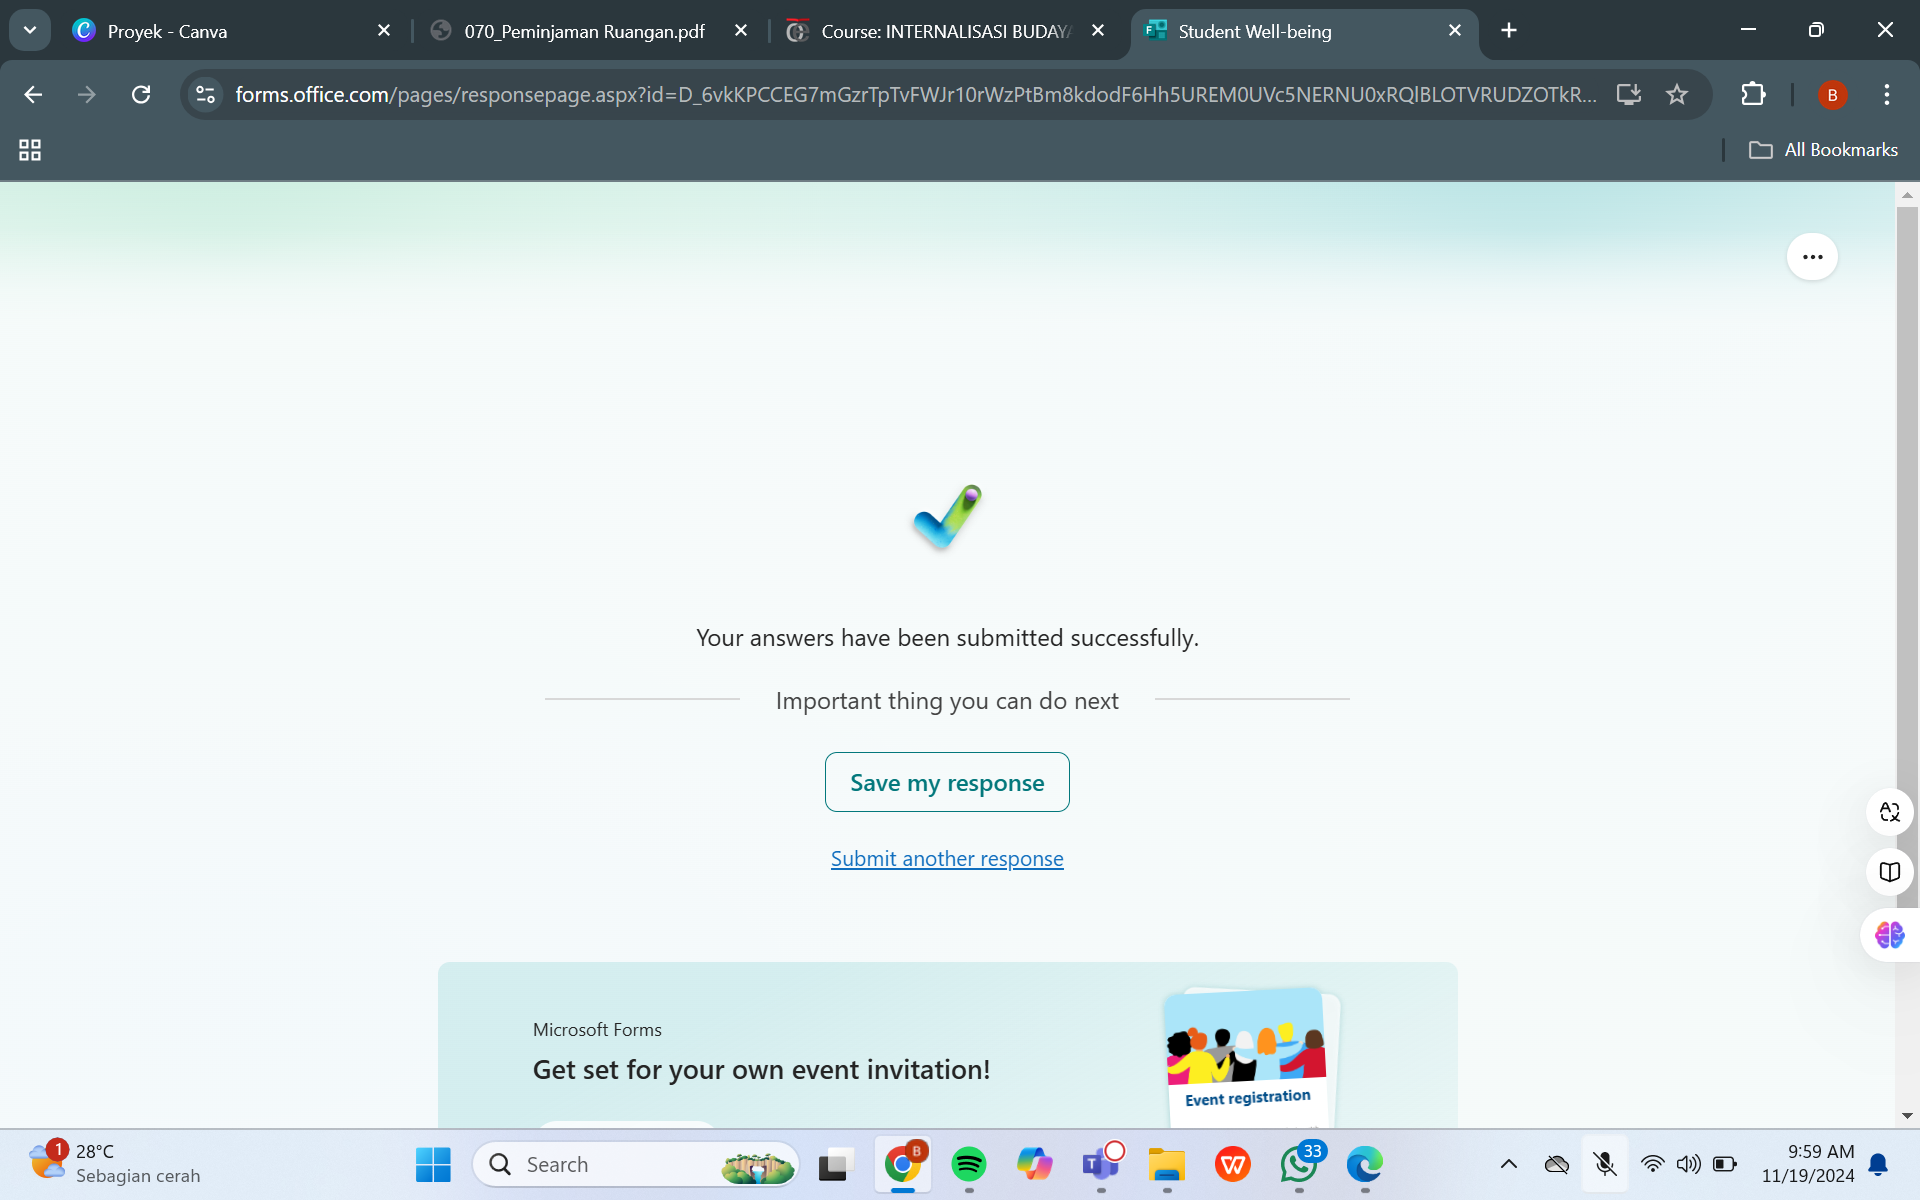 Proyek - Canva
070_Peminjaman Ruangan.pdf
Course: INTERNALISASI BUDAYA
Student Well-being
forms.office.com/pages/responsepage.aspx?id=D_6vkKPCCEG7mGzrTpTvFWJr10rWzPtBm8kdodF6Hh5UREM0UVc5NERNU0xRQlBLOTVRUDZOTkR...
B
All Bookmarks
Your answers have been submitted successfully.
Important thing you can do next
Save my response
Submit another response
Microsoft Forms
Get set for your own event invitation!
Event registration
1
28°C
Sebagian cerah
Search
B
33
9:59 AM
11/19/2024